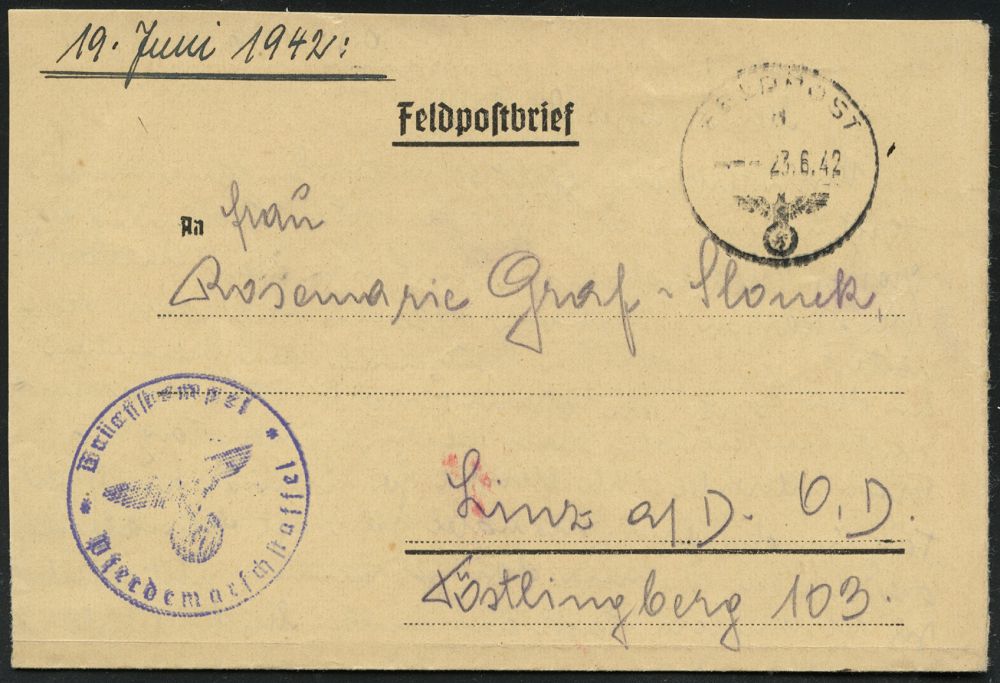 19. Juni 1942:
Feldpostbrief
FELDPOST
23.6.42
An Frau
Rosemarie Graf-Slonek,
Linz a/D. O.D.
Pöstlingberg 103.
Briefstempel
* Pferdemarschstaffel *